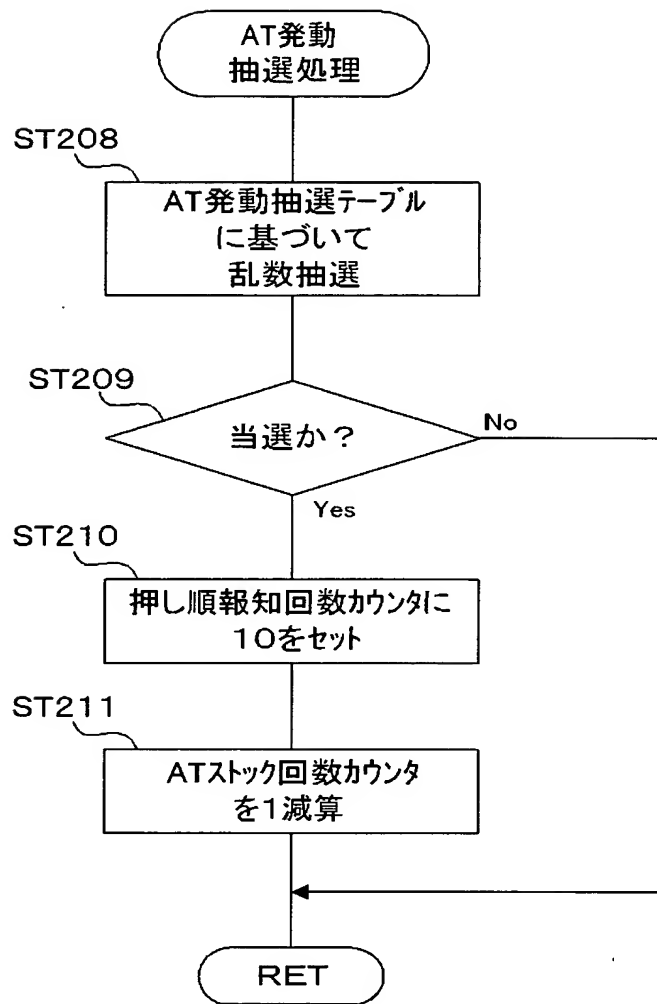 AT発動
抽選処理
ST208
AT発動抽選テーブル
に基づいて
乱数抽選
ST209
当選か？
No
Yes
ST210
押し順報知回数カウンタに
１０をセット
ST211
ATストック回数カウンタ
を１減算
RET